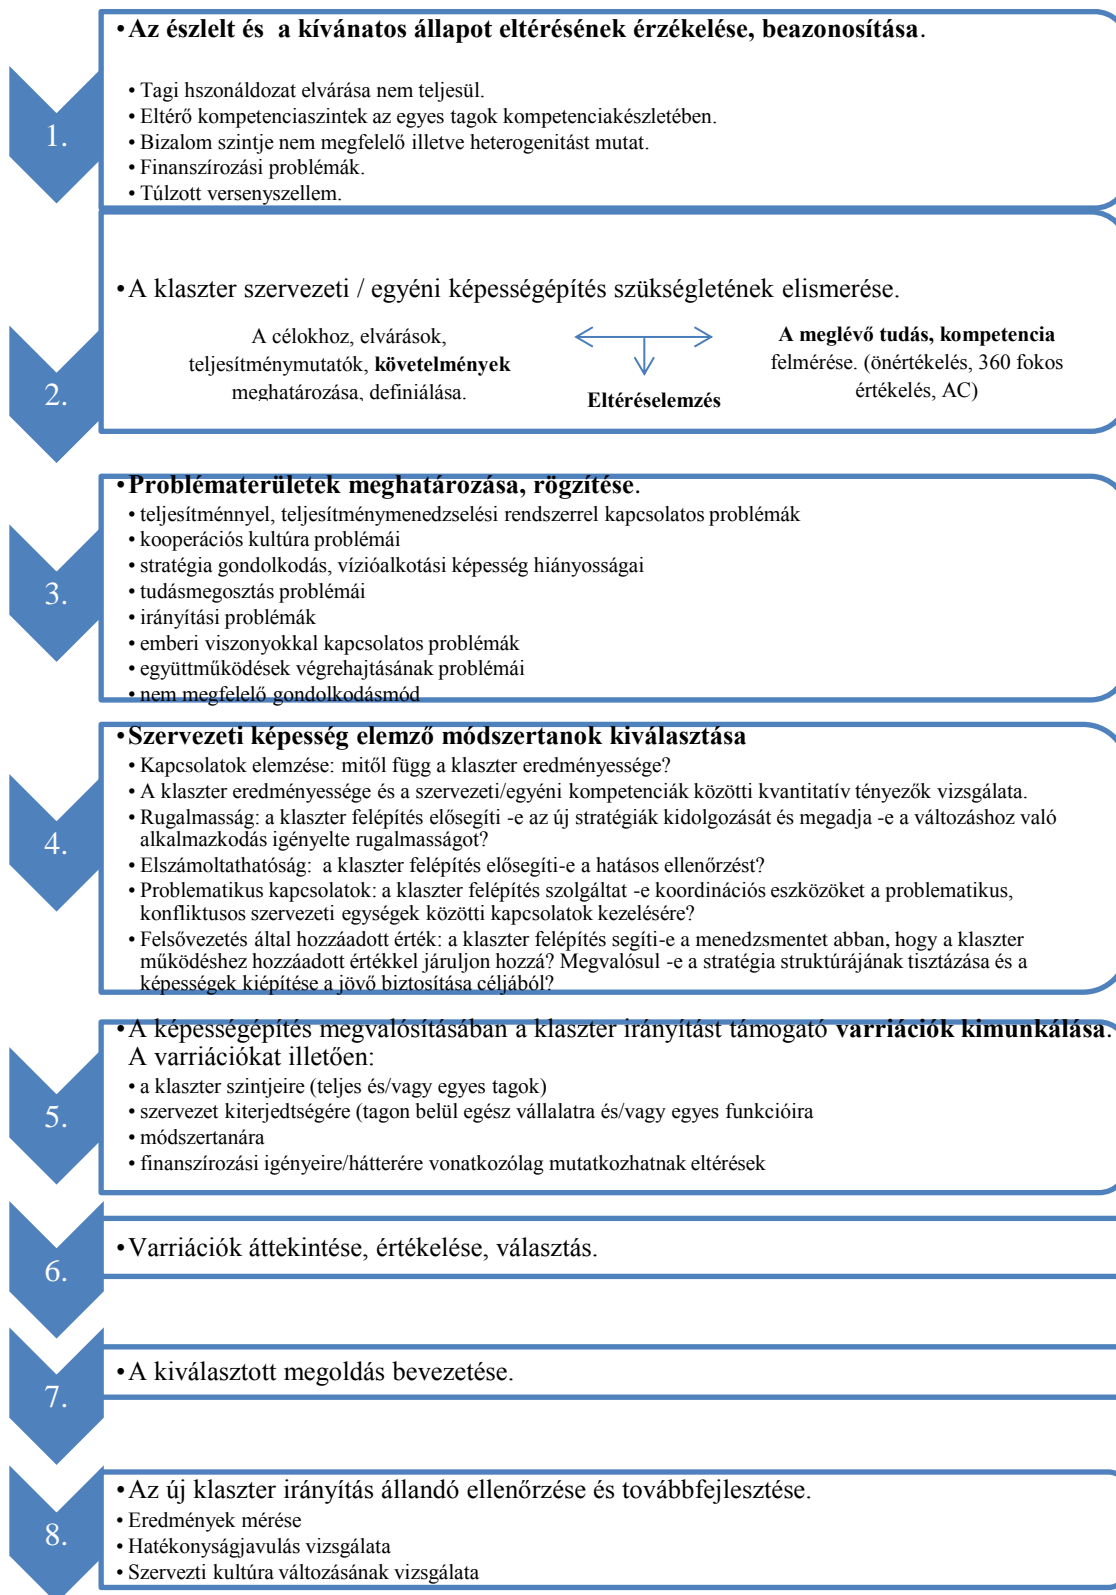 1.
•Az észlelt és a kívánatos állapot eltérésének érzékelése, beazonosítása.
• Tagi hszonáldozat elvárása nem teljesül.
• Eltérő kompetenciaszintek az egyes tagok kompetenciakészletében.
• Bizalom szintje nem megfelelő illetve heterogenitást mutat.
• Finanszírozási problémák.
• Túlzott versenyszellem.
2.
•A klaszter szervezeti / egyéni képességépítés szükségletének elismerése.
A célokhoz, elvárások,
teljesítménymutatók, követelmények
meghatározása, definiálása.
Eltéréselemzés
A meglévő tudás, kompetencia
felmérése. (önértékelés, 360 fokos
értékelés, AC)
3.
•Problématerületek meghatározása, rögzítése.
• teljesítménnyel, teljesítménymenedzselési rendszerrel kapcsolatos problémák
• kooperációs kultúra problémái
• stratégia gondolkodás, vízióalkotási képesség hiányosságai
• tudásmegosztás problémái
• irányítási problémák
• emberi viszonyokkal kapcsolatos problémák
• együttműködések végrehajtásának problémái
• nem megfelelő gondolkodásmód
4.
•Szervezeti képesség elemző módszertanok kiválasztása
• Kapcsolatok elemzése: mitől függ a klaszter eredményessége?
• A klaszter eredményessége és a szervezeti/egyéni kompetenciák közötti kvantitatív tényezők vizsgálata.
• Rugalmasság: a klaszter felépítés elősegíti -e az új stratégiák kidolgozását és megadja -e a változáshoz való
alkalmazkodás igényelte rugalmasságot?
• Elszámoltathatóság: a klaszter felépítés elősegíti-e a hatásos ellenőrzést?
• Problematikus kapcsolatok: a klaszter felépítés szolgáltat -e koordinációs eszközöket a problematikus,
konfliktusos szervezeti egységek közötti kapcsolatok kezelésére?
• Felsővezetés által hozzáadott érték: a klaszter felépítés segíti-e a menedzsmentet abban, hogy a klaszter
működéshez hozzáadott értékkel járuljon hozzá? Megvalósul -e a stratégia struktúrájának tisztázása és a
képességek kiépítése a jövő biztosítása céljából?
5.
•A képességépítés megvalósításában a klaszter irányítást támogató varriációk kimunkálása.
A varriációkat illetően:
• a klaszter szintjeire (teljes és/vagy egyes tagok)
• szervezet kiterjedtségére (tagon belül egész vállalatra és/vagy egyes funkcióira
• módszertanára
• finanszírozási igényeire/hátterére vonatkozólag mutatkozhatnak eltérések
6.
•Varriációk áttekintése, értékelése, választás.
7.
•A kiválasztott megoldás bevezetése.
8.
•Az új klaszter irányítás állandó ellenőrzése és továbbfejlesztése.
• Eredmények mérése
• Hatékonyságjavulás vizsgálata
• Szervezti kultúra változásának vizsgálata